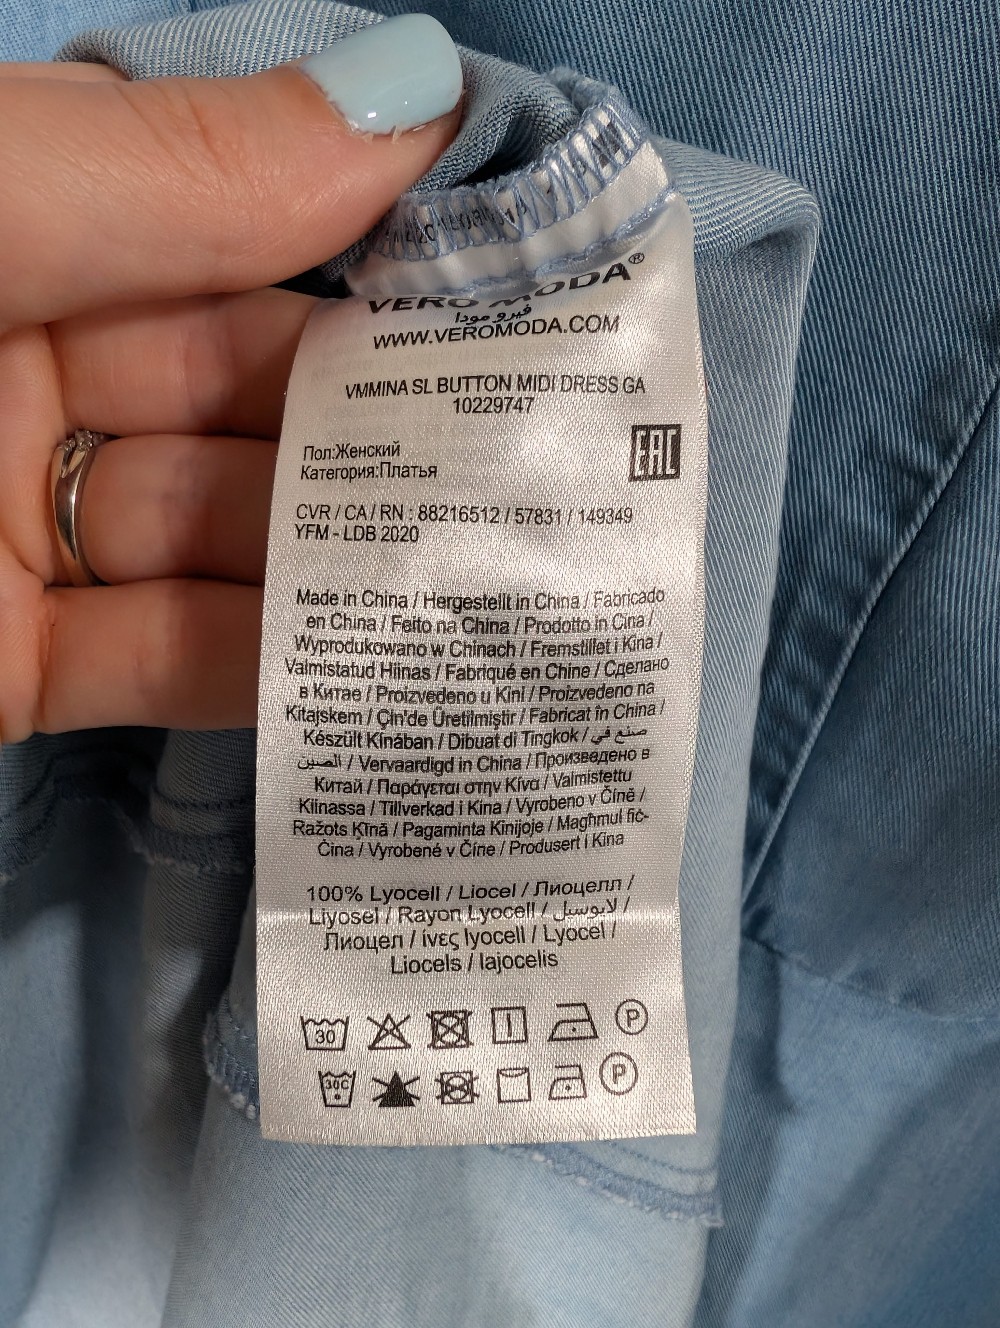 VERO MODA®
فيرو مودا
WWW.VEROMODA.COM
VMMINA SL BUTTON MIDI DRESS GA
10229747
Пол:Женский
Категория:Платья
EAC
CVR / CA / RN : 88216512 / 57831 / 149349
YFM - LDB 2020
Made in China / Hergestellt in China / Fabricado
en China / Feito na China / Prodotto in Cina /
Wyprodukowano w Chinach / Fremstillet i Kina /
Valmistatud Hiinas / Fabriqué en Chine / Сделано
в Китае / Proizvedeno u Kini / Proizvedeno na
Kitajskem / Çin'de Üretilmiştir / Fabricat în China /
Készült Kínában / Dibuat di Tingkok / صنع في
الصين / Vervaardigd in China / Произведено в
Китай / Παράγεται στην Κίνα / Valmistettu
Kiinassa / Tillverkad i Kina / Vyrobeno v Číně /
Ražots Ķīnā / Pagaminta Kinijoje / Magħmul fiċ-
Ċina / Vyrobené v Číne / Produsert i Kina
100% Lyocell / Liocel / Лиоцелл /
Liyosel / Rayon Lyocell / لايوسيل /
Лиоцел / ίνες lyocell / Lyocel /
Liocels / lajocelis
30 P
30C P